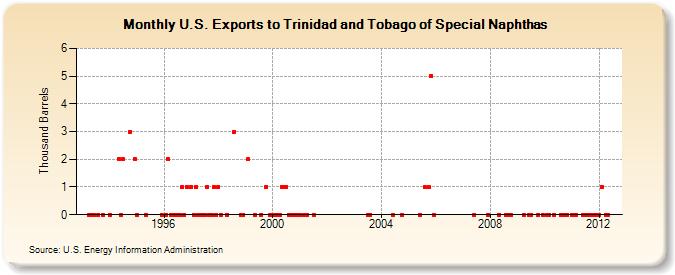 Monthly U.S. Exports to Trinidad and Tobago of Special Naphthas
Thousand Barrels
6
5
4
3
2
1
0
1996 2000 2004 2008 2012
Source: U.S. Energy Information Administration